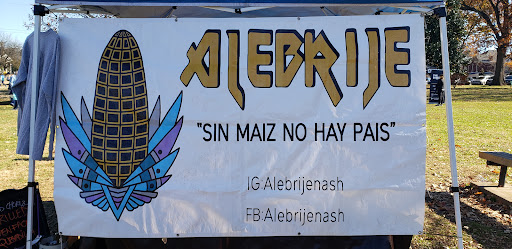 ALEBRIJE
"SIN MAIZ NO HAY PAIS"
IG:Alebrijenash
FB:Alebrijenash